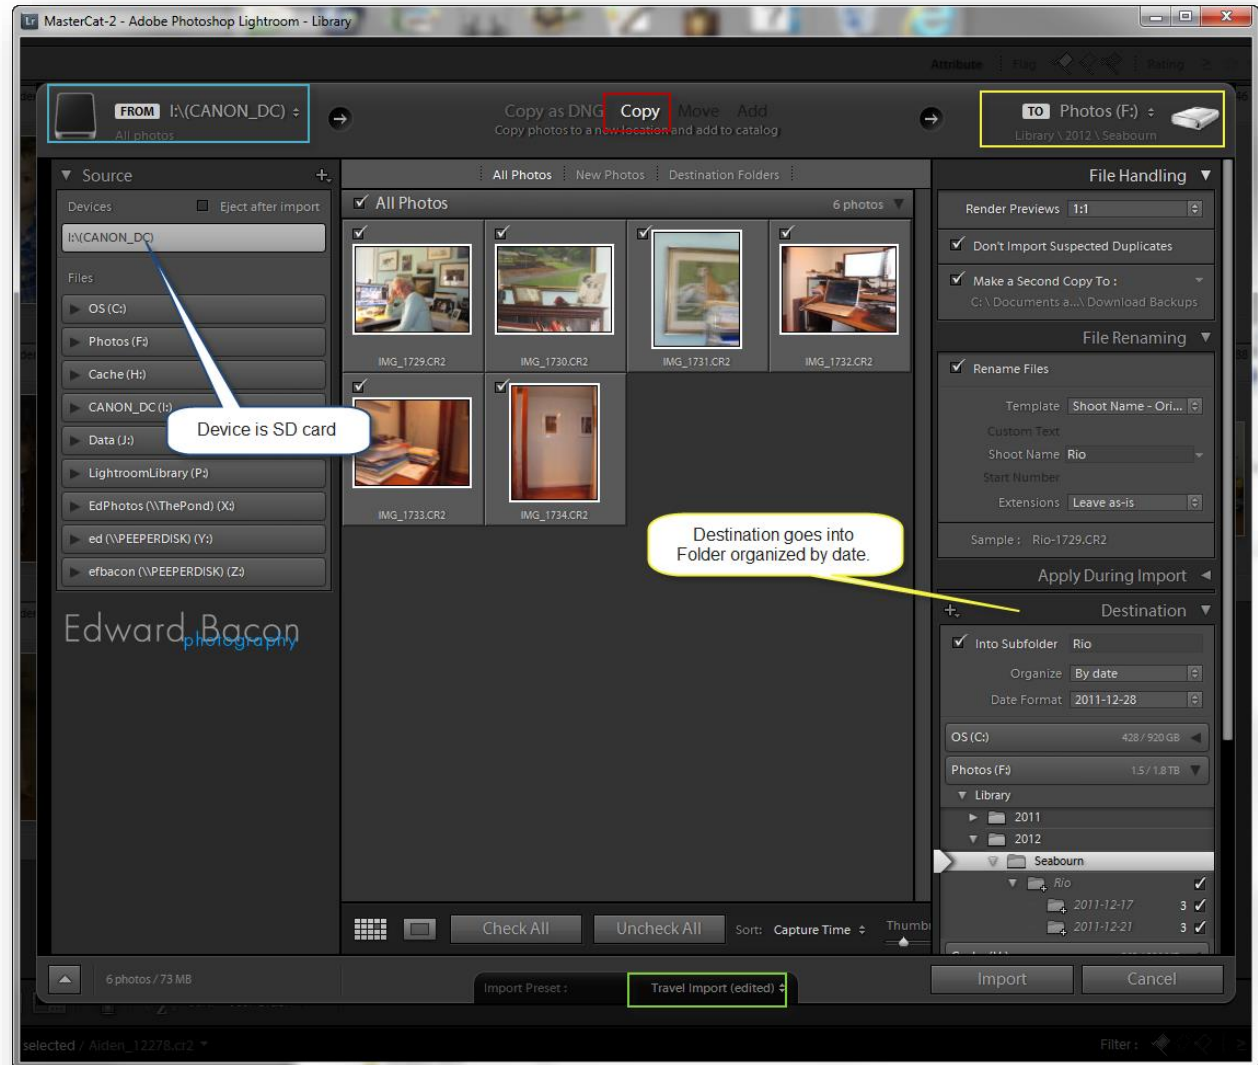 MasterCat-2 - Adobe Photoshop Lightroom - Library
Attribute Flag Rating
FROM I:\(CANON_DC)
All photos
Copy as DNG Copy Move Add
Copy photos to a new location and add to catalog
TO Photos (F:)
Library \ 2012 \ Seabourn
Source
Devices Eject after import
I:\(CANON_DC)
Files
OS (C:)
Photos (F:)
Cache (H:)
CANON_DC (I:)
Data (J:)
LightroomLibrary (P:)
EdPhotos (\\ThePond) (X:)
ed (\\PEEPERDISK) (Y:)
efbacon (\\PEEPERDISK) (Z:)
Device is SD card
Edward Bacon
photography
All Photos New Photos Destination Folders
All Photos 6 photos
IMG_1729.CR2 IMG_1730.CR2 IMG_1731.CR2 IMG_1732.CR2
IMG_1733.CR2 IMG_1734.CR2
Destination goes into
Folder organized by date.
Check All Uncheck All Sort: Capture Time Thumb
File Handling
Render Previews 1:1
Don't Import Suspected Duplicates
Make a Second Copy To :
C: \ Documents a...\ Download Backups
File Renaming
Rename Files
Template Shoot Name - Ori...
Custom Text
Shoot Name Rio
Start Number
Extensions Leave as-is
Sample : Rio-1729.CR2
Apply During Import
Destination
Into Subfolder Rio
Organize By date
Date Format 2011-12-28
OS (C:) 428 / 920 GB
Photos (F:) 1.5 / 1.8 TB
Library
2011
2012
Seabourn
Rio
2011-12-17 3
2011-12-21 3
6 photos / 73 MB
Import Preset : Travel Import (edited)
Import Cancel
selected / Aiden_12278.cr2
Filter :